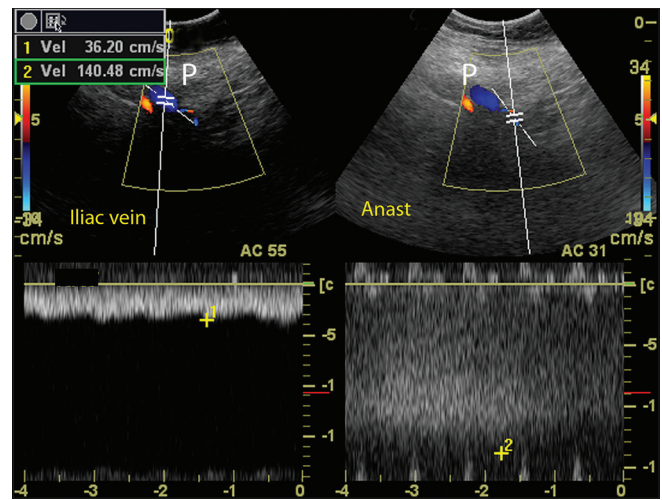 1 Vel 36.20 cm/s
2 Vel 140.48 cm/s
P
P
0
5
cm/s
34
5
cm/s
Iliac vein
Anast
AC 55
AC 31
[c
-5
-1
-1
[c
-5
-1
-1
1
2
-4 -3 -2 -1 0
-4 -3 -2 -1 0